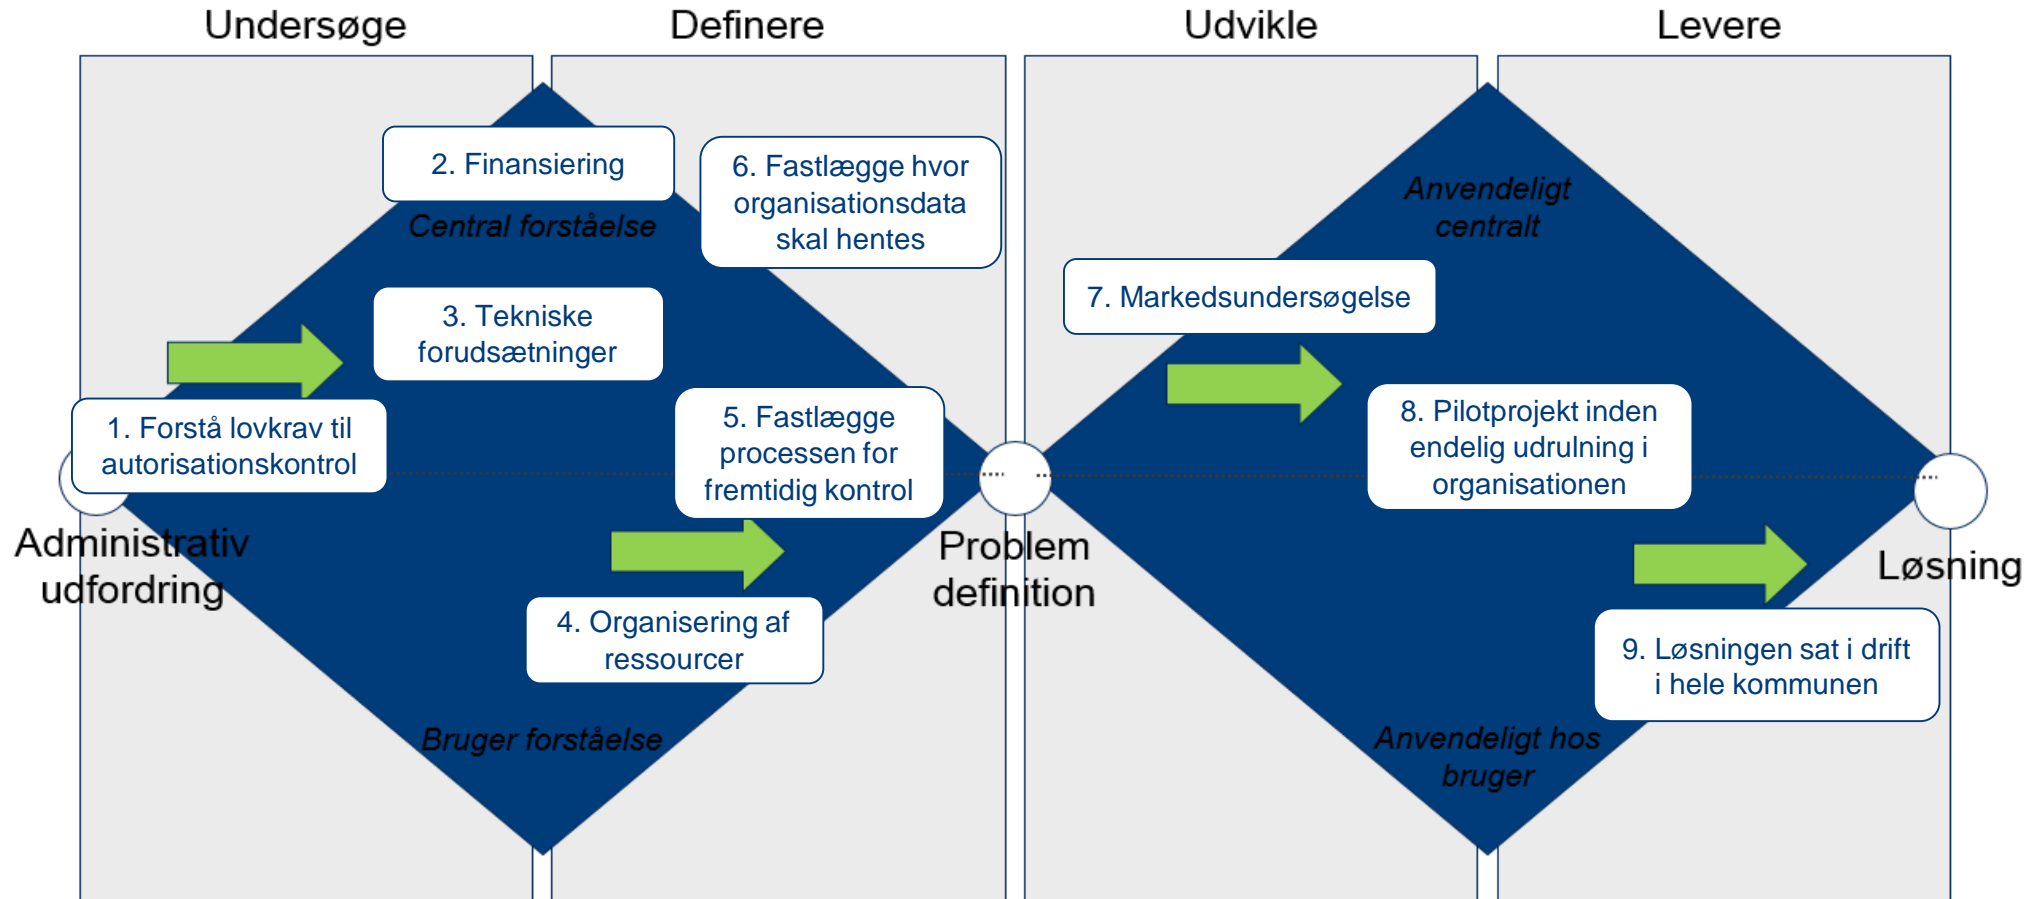 Undersøge
Definere
Udvikle
Levere
2. Finansiering
Central forståelse
6. Fastlægge hvor
organisationsdata
skal hentes
3. Tekniske
forudsætninger
1. Forstå lovkrav til
autorisationskontrol
5. Fastlægge
processen for
fremtidig kontrol
Administrativ
udfordring
4. Organisering af
ressourcer
Bruger forståelse
Problem
definition
Anvendeligt
centralt
7. Markedsundersøgelse
8. Pilotprojekt inden
endelig udrulning i
organisationen
9. Løsningen sat i drift
i hele kommunen
Anvendeligt hos
bruger
Løsning